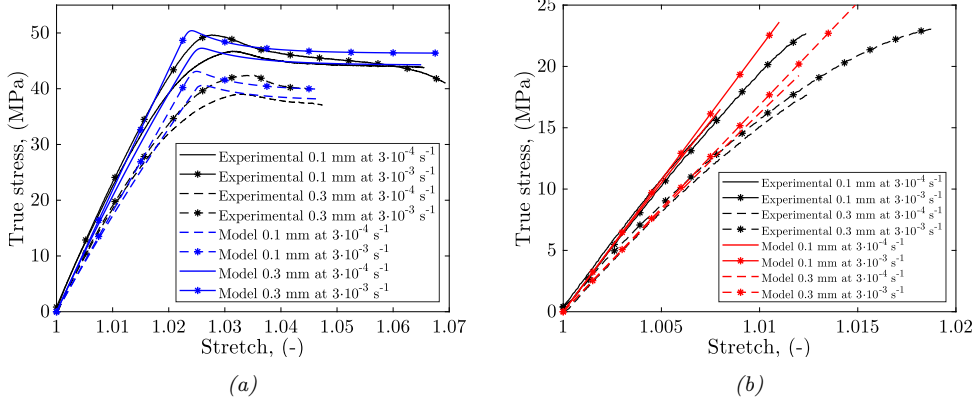 True stress, (MPa)
50
40
30
20
10
0
Experimental 0.1 mm at 3·10⁻⁴ s⁻¹
Experimental 0.1 mm at 3·10⁻³ s⁻¹
Experimental 0.3 mm at 3·10⁻⁴ s⁻¹
Experimental 0.3 mm at 3·10⁻³ s⁻¹
Model 0.1 mm at 3·10⁻⁴ s⁻¹
Model 0.1 mm at 3·10⁻³ s⁻¹
Model 0.3 mm at 3·10⁻⁴ s⁻¹
Model 0.3 mm at 3·10⁻³ s⁻¹
1 1.01 1.02 1.03 1.04 1.05 1.06 1.07
Stretch, (-)
(a)
True stress, (MPa)
25
20
15
10
5
0
Experimental 0.1 mm at 3·10⁻⁴ s⁻¹
Experimental 0.1 mm at 3·10⁻³ s⁻¹
Experimental 0.3 mm at 3·10⁻⁴ s⁻¹
Experimental 0.3 mm at 3·10⁻³ s⁻¹
Model 0.1 mm at 3·10⁻⁴ s⁻¹
Model 0.1 mm at 3·10⁻³ s⁻¹
Model 0.3 mm at 3·10⁻⁴ s⁻¹
Model 0.3 mm at 3·10⁻³ s⁻¹
1 1.005 1.01 1.015 1.02
Stretch, (-)
(b)